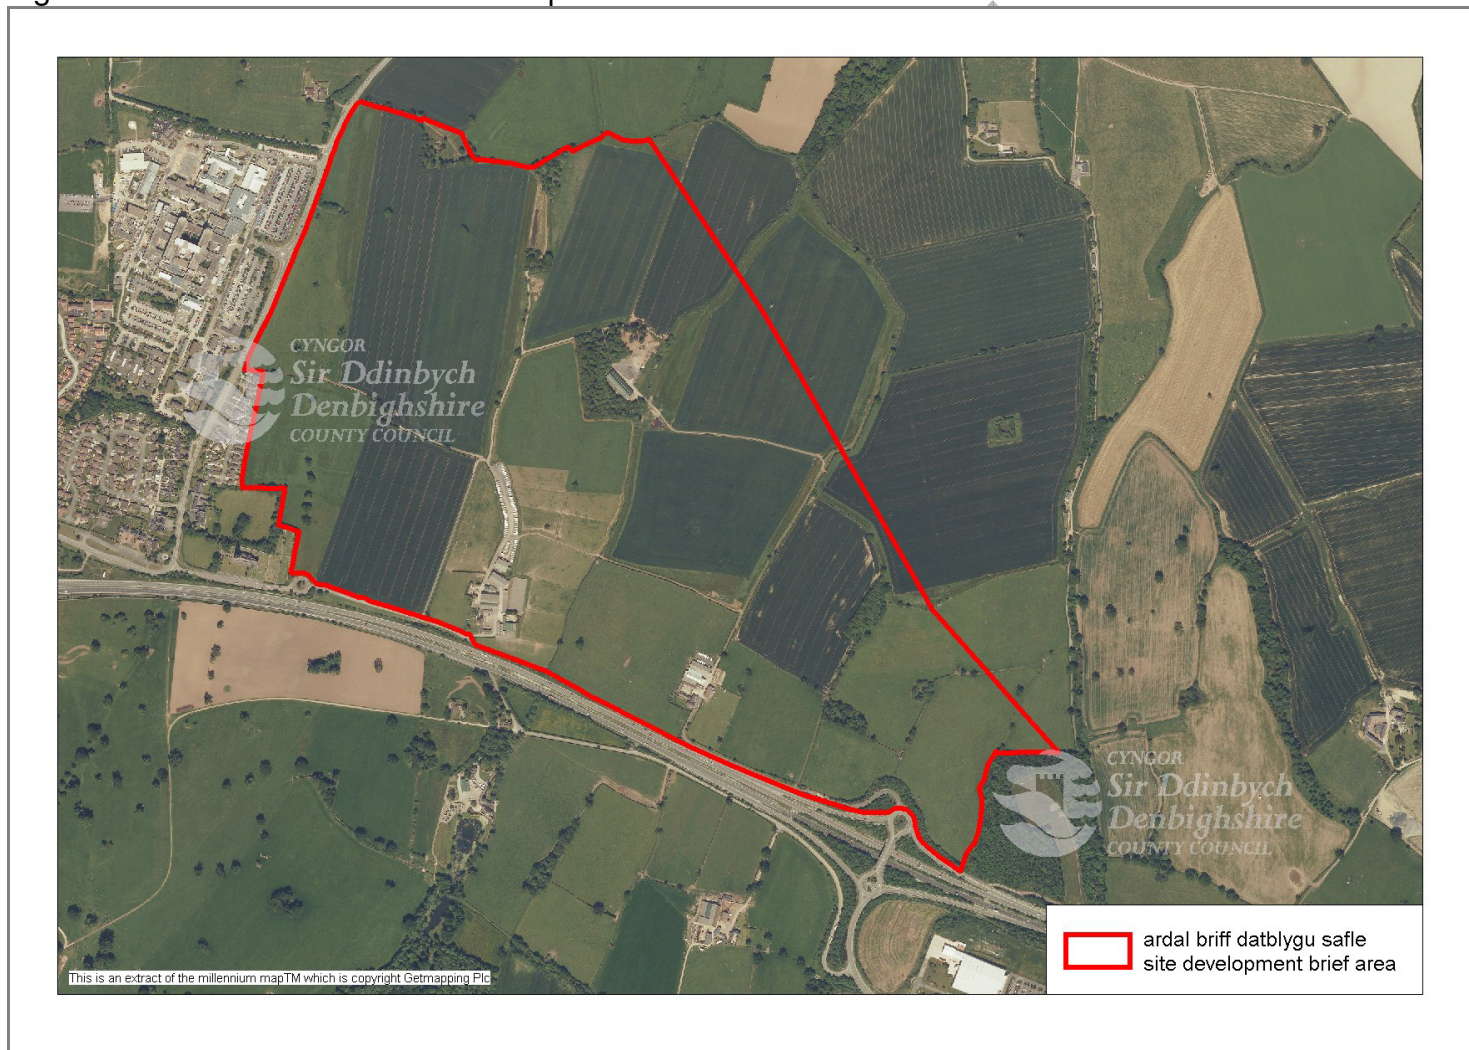 CYNGOR
Sir Ddinbych
Denbighshire
COUNTY COUNCIL
CYNGOR
Sir Ddinbych
Denbighshire
COUNTY COUNCIL
ardal briff datblygu safle
site development brief area
This is an extract of the millennium mapTM which is copyright Getmapping Plc